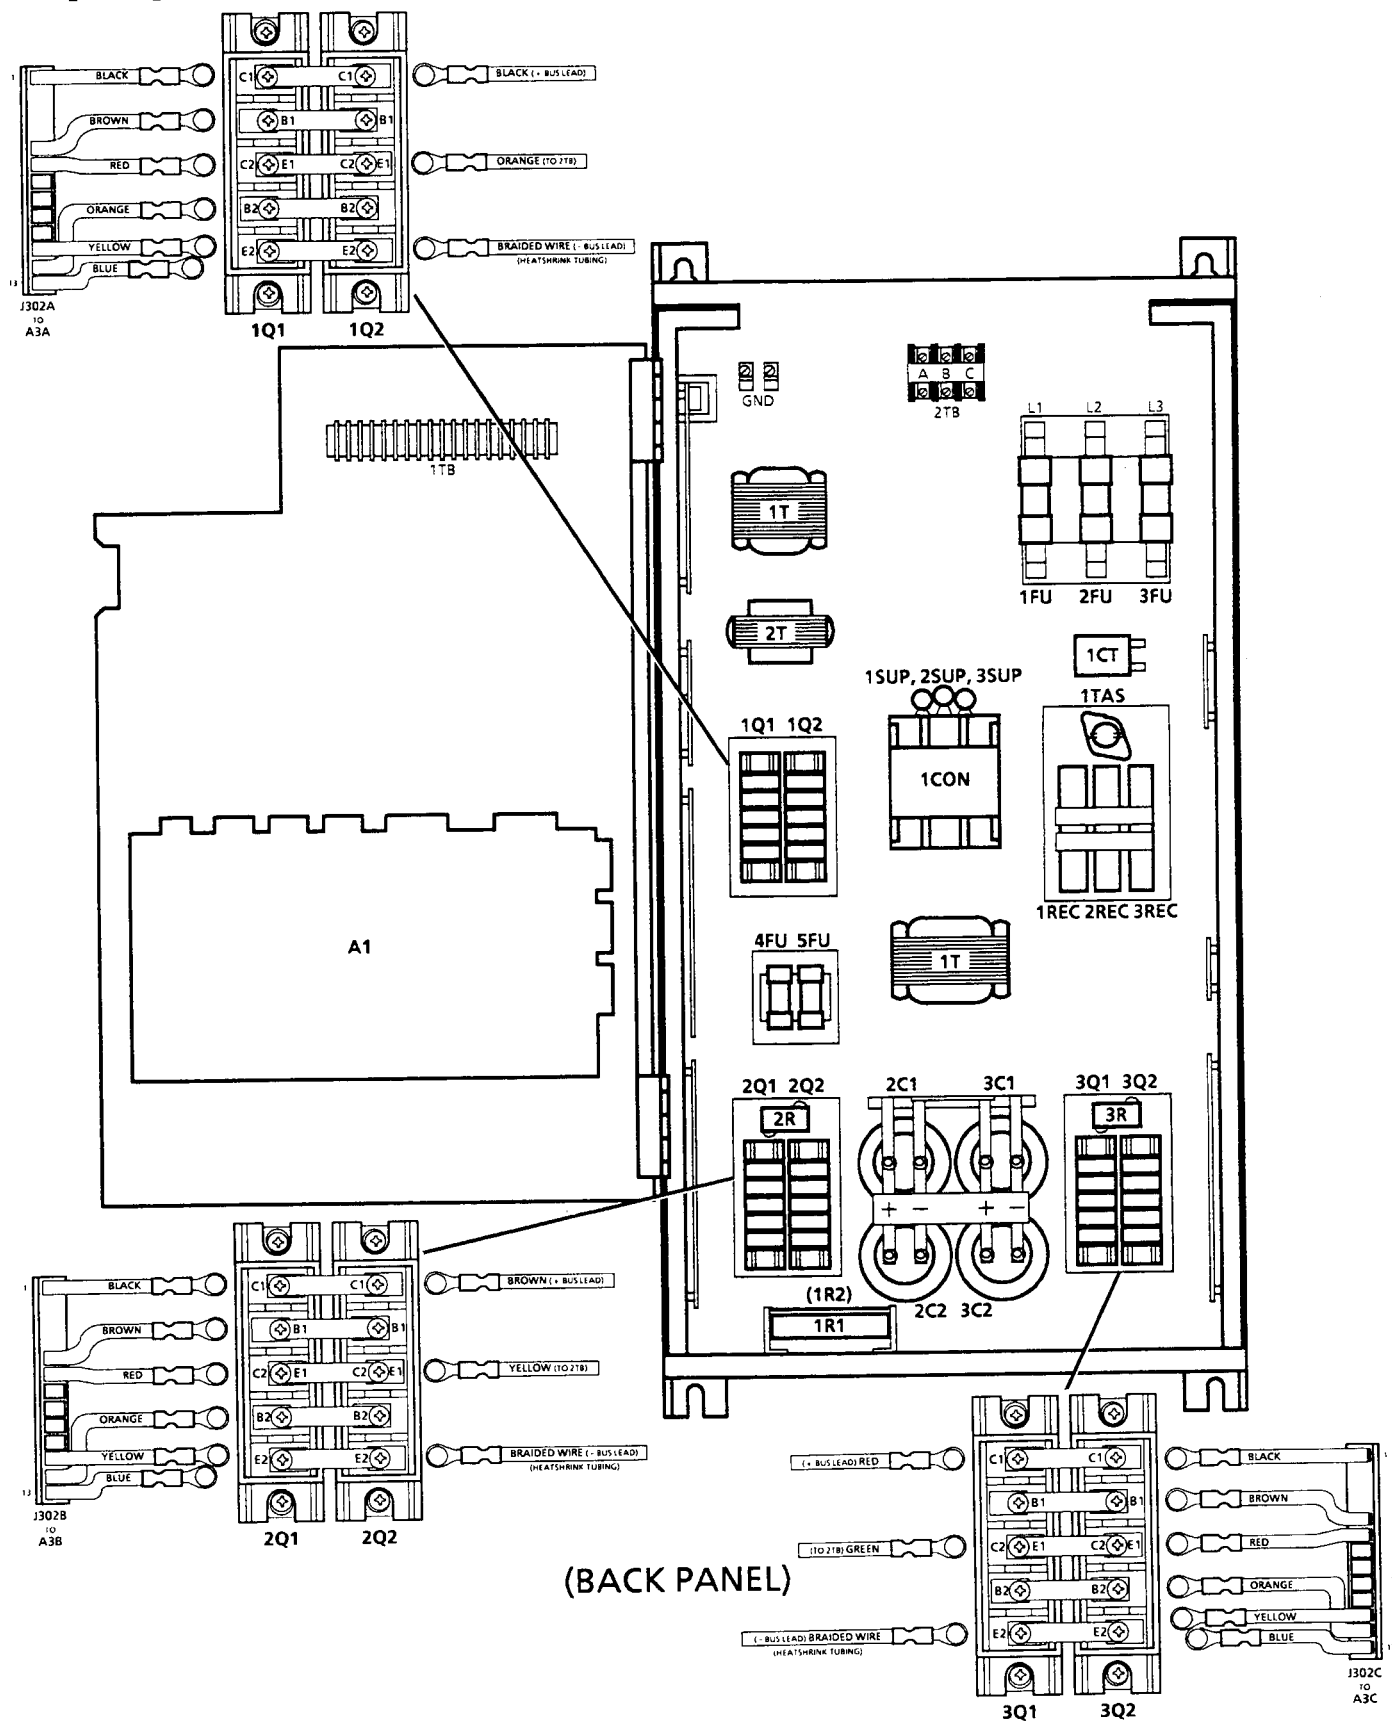 1
BLACK
BROWN
RED
ORANGE
YELLOW
BLUE
13
J302A
TO
A3A
C1 C1
B1 B1
C2 E1 C2 E1
B2 B2
E2 E2
1Q1 1Q2
BLACK (+ BUS LEAD)
ORANGE (TO 2TB)
BRAIDED WIRE (- BUS LEAD)
(HEATSHRINK TUBING)
1TB
A1
GND
A B C
2TB
L1 L2 L3
1FU 2FU 3FU
1T
2T
1CT
1SUP, 2SUP, 3SUP
1TAS
1Q1 1Q2
1CON
1REC 2REC 3REC
4FU 5FU
1T
2Q1 2Q2
2R
2C1 3C1
3Q1 3Q2
3R
+ - + -
2C2 3C2
(1R2)
1R1
1
BLACK
BROWN
RED
ORANGE
YELLOW
BLUE
13
J302B
TO
A3B
C1 C1
B1 B1
C2 E1 C2 E1
B2 B2
E2 E2
2Q1 2Q2
BROWN (+ BUS LEAD)
YELLOW (TO 2TB)
BRAIDED WIRE (- BUS LEAD)
(HEATSHRINK TUBING)
(BACK PANEL)
(+ BUS LEAD) RED
(TO 2TB) GREEN
(- BUS LEAD) BRAIDED WIRE
(HEATSHRINK TUBING)
C1 C1
B1 B1
C2 E1 C2 E1
B2 B2
E2 E2
3Q1 3Q2
BLACK
BROWN
RED
ORANGE
YELLOW
BLUE
J302C
TO
A3C